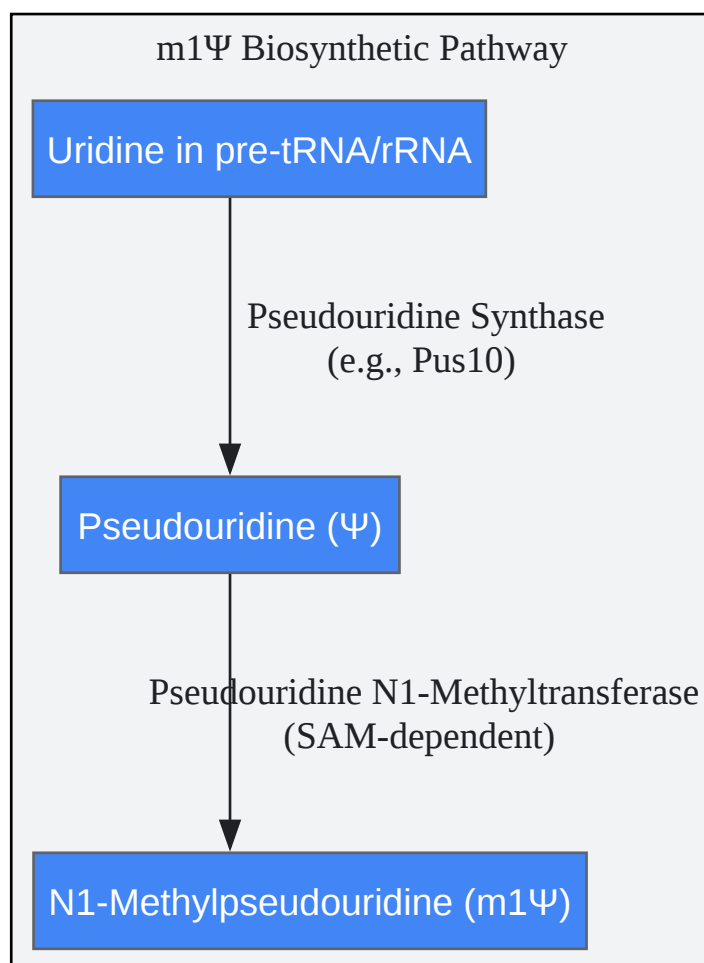 m1Ψ Biosynthetic Pathway
Uridine in pre-tRNA/rRNA
Pseudouridine Synthase
(e.g., Pus10)
Pseudouridine (Ψ)
Pseudouridine N1-Methyltransferase
(SAM-dependent)
N1-Methylpseudouridine (m1Ψ)